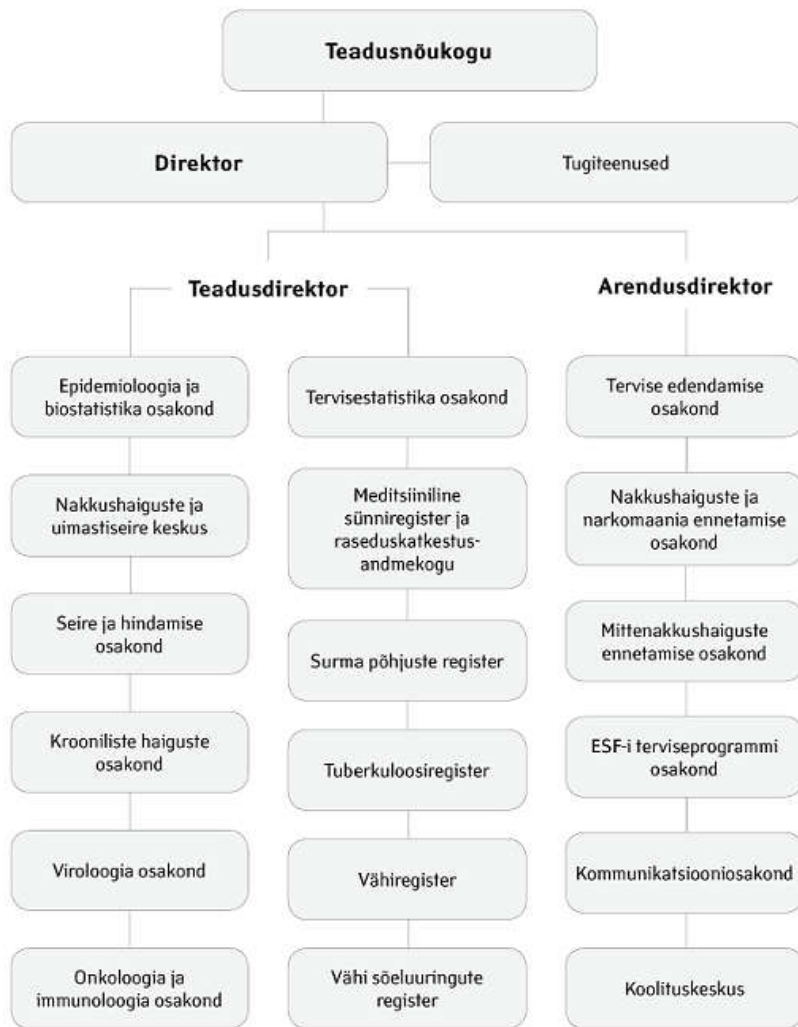 Teadusnõukogu
Direktor
Tugiteenused
Teadusdirektor
Arendusdirektor
Epidemioloogia ja
biostatistika osakond
Nakkushaiguste ja
uimastiseire keskus
Seire ja hindamise
osakond
Krooniliste haiguste
osakond
Viroloogia osakond
Onkoloogia ja
immunoloogia osakond
Tervisestatistika osakond
Meditsiiniline
sünniregister ja
raseduskatkestus-
andmekogu
Surma põhjuste register
Tuberkuloosiregister
Vähiregister
Vähi sõeluuringute
register
Tervise edendamise
osakond
Nakkushaiguste ja
narkomaania ennetamise
osakond
Mittenakkushaiguste
ennetamise osakond
ESF-i terviseprogrammi
osakond
Kommunikatsiooniosakond
Koolituskeskus